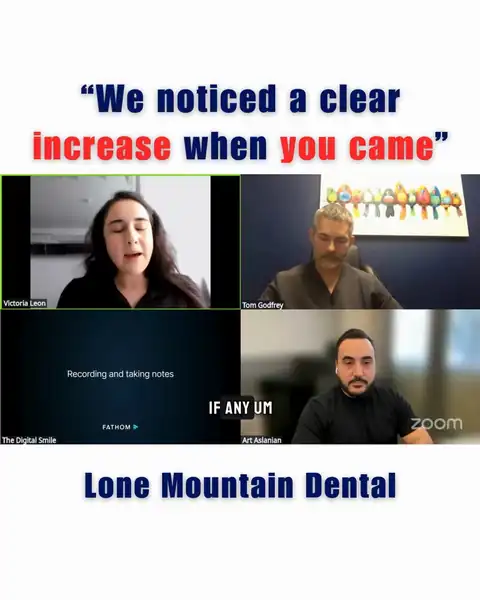 “We noticed a clear
increase when you came”
Victoria Leon
Tom Godfrey
Recording and taking notes
FATHOM
The Digital Smile
IF ANY UM
zoom
Art Aslanian
Lone Mountain Dental